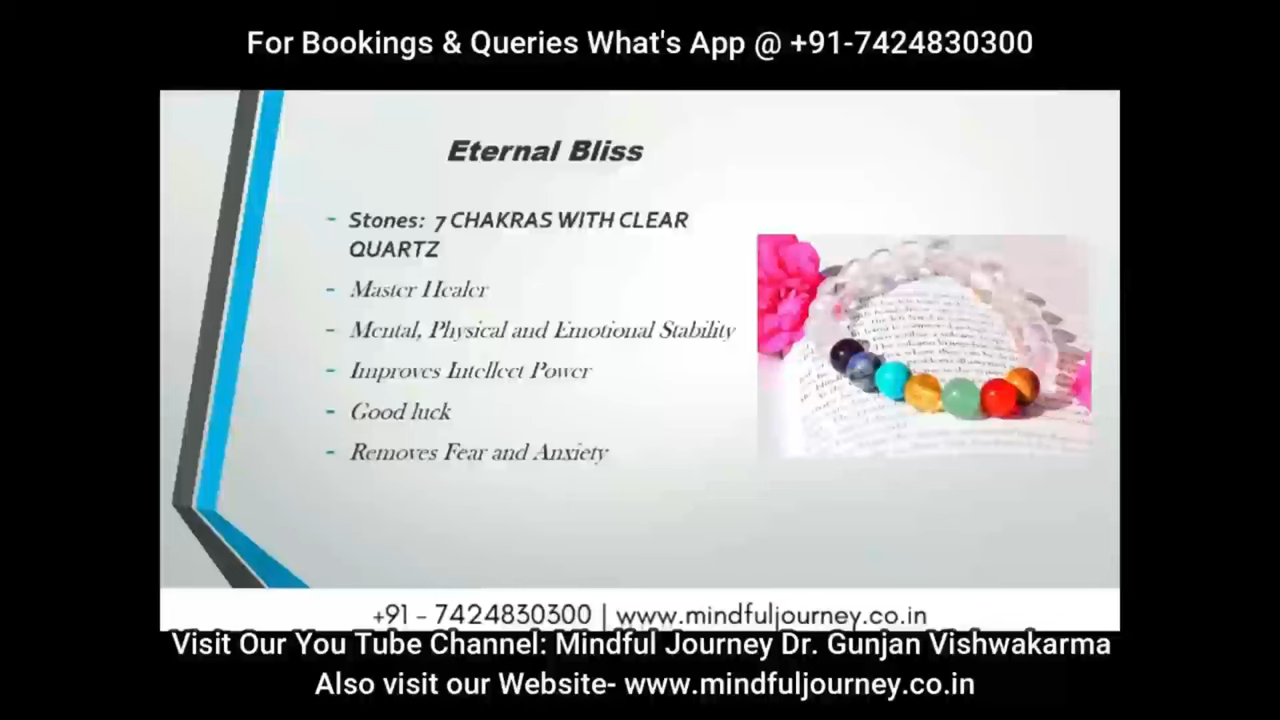 For Bookings & Queries What's App @ +91-7424830300
Eternal Bliss
- Stones: 7 CHAKRAS WITH CLEAR
QUARTZ
- Master Healer
- Mental, Physical and Emotional Stability
- Improves Intellect Power
- Good luck
- Removes Fear and Anxiety
+91 - 7424830300 | www.mindfuljourney.co.in
Visit Our You Tube Channel: Mindful Journey Dr. Gunjan Vishwakarma
Also visit our Website- www.mindfuljourney.co.in